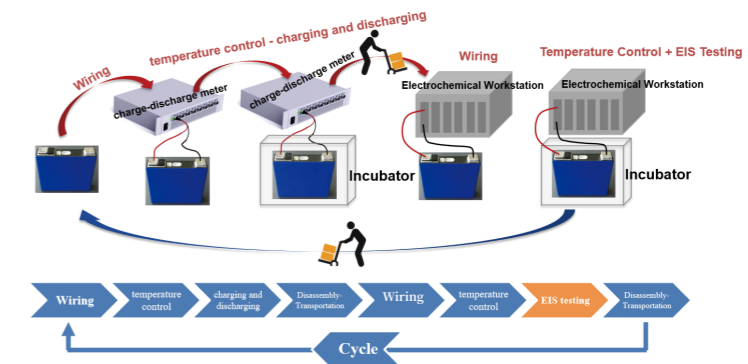 temperature control - charging and discharging
Wiring
Wiring
Temperature Control + EIS Testing
charge-discharge meter
charge-discharge meter
Electrochemical Workstation
Electrochemical Workstation
Incubator
Incubator
Wiring
temperature
control
charging and
discharging
Disassembly-
Transportation
Wiring
temperature
control
EIS testing
Disassembly-
Transportation
Cycle